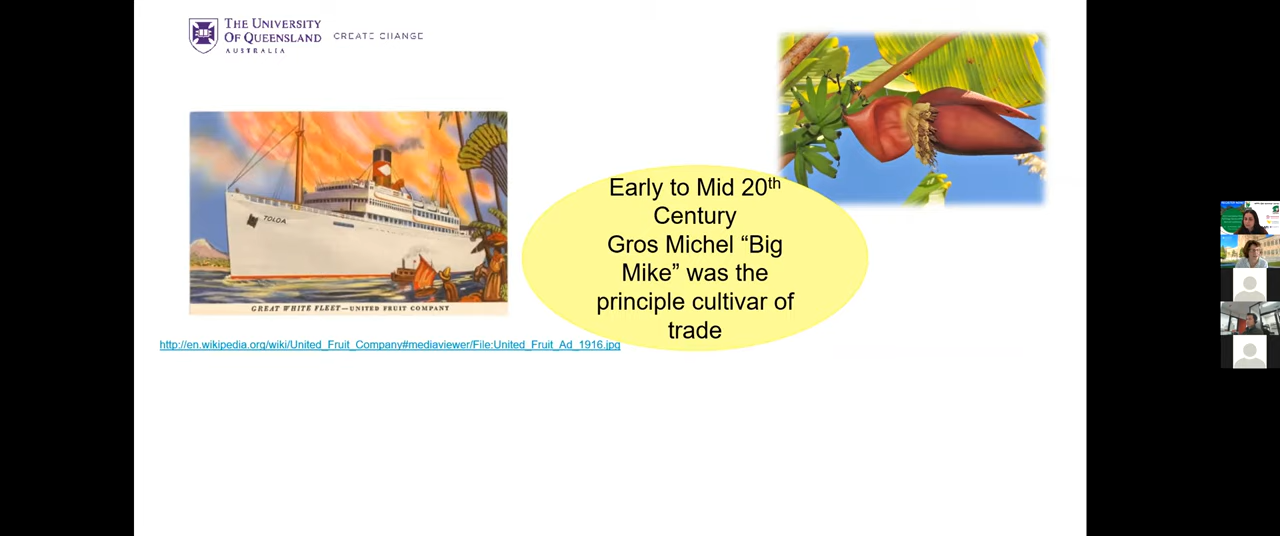 THE UNIVERSITY
OF QUEENSLAND
AUSTRALIA
CREATE CHANGE
TOLOA
GREAT WHITE FLEET—UNITED FRUIT COMPANY
Early to Mid 20th
Century
Gros Michel “Big
Mike” was the
principle cultivar of
trade
http://en.wikipedia.org/wiki/United_Fruit_Company#mediaviewer/File:United_Fruit_Ad_1916.jpg